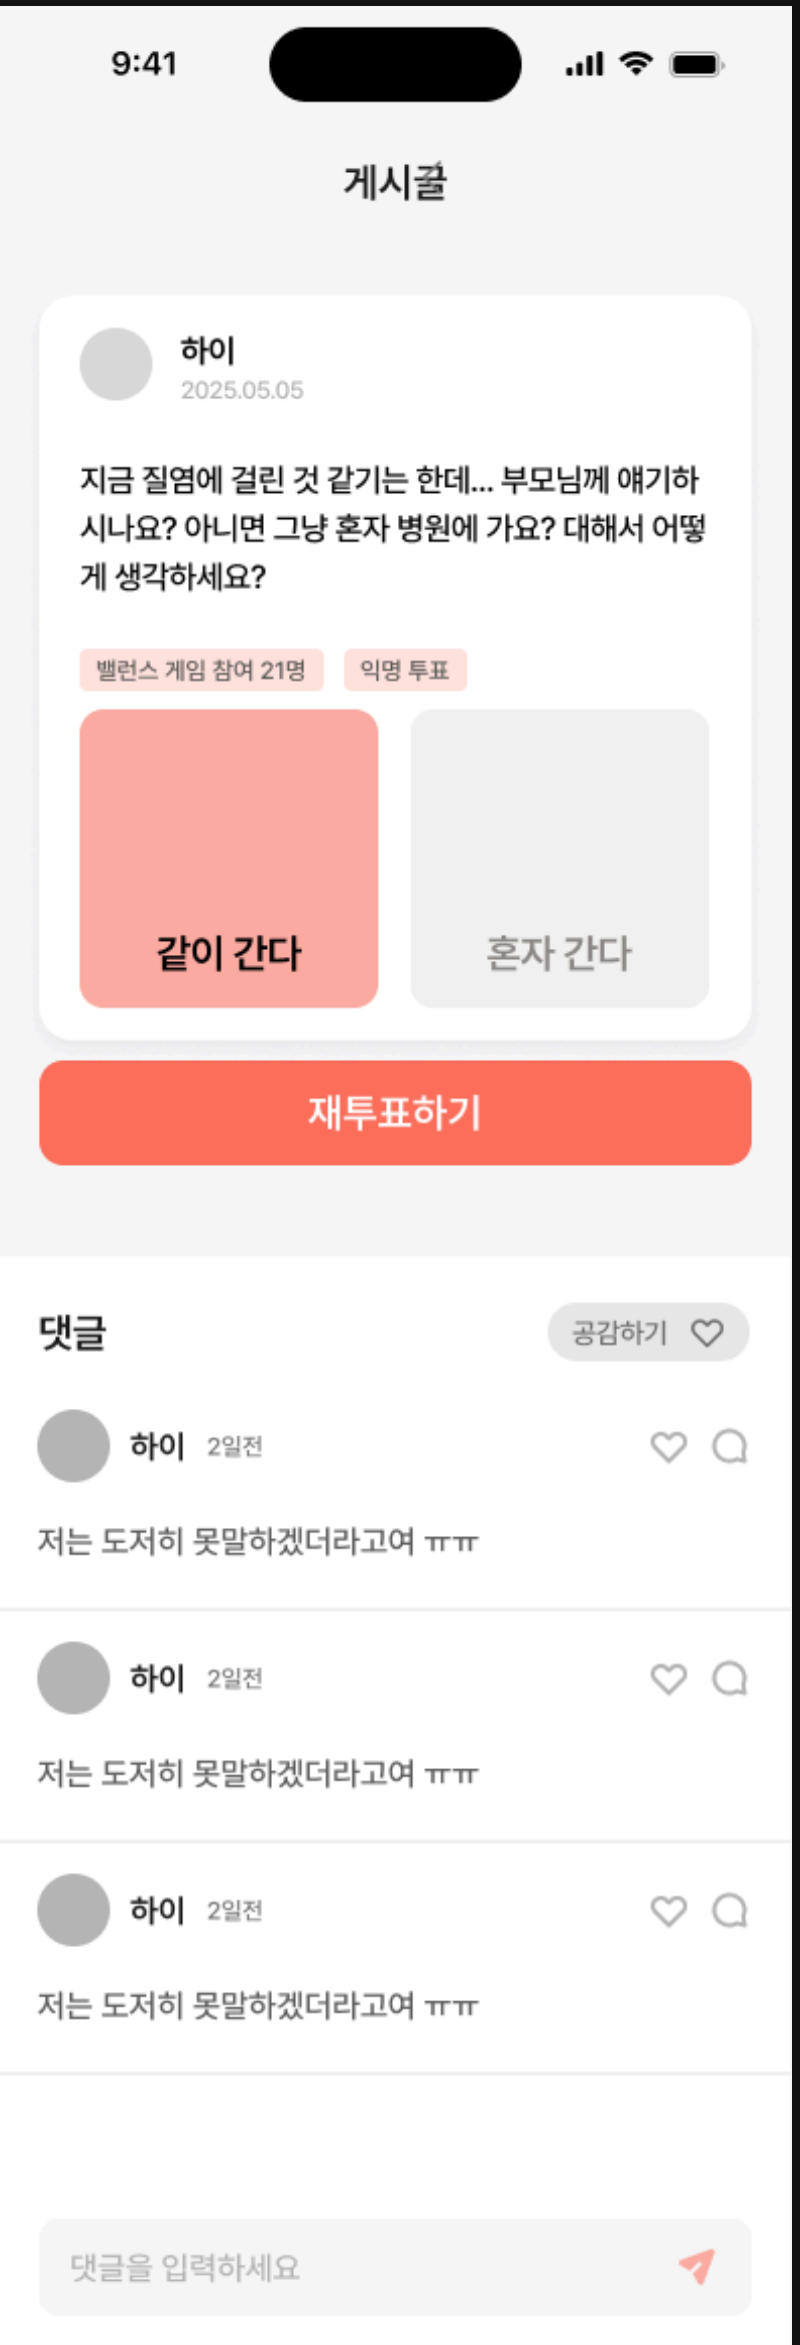 9:41
게시글
하이
2025.05.05
지금 질염에 걸린 것 같기는 한데... 부모님께 얘기하
시나요? 아니면 그냥 혼자 병원에 가요? 대해서 어떻
게 생각하세요?
밸런스 게임 참여 21명 익명 투표
같이 간다 혼자 간다
재투표하기
댓글 공감하기
하이 2일전
저는 도저히 못말하겠더라고여 ㅠㅠ
하이 2일전
저는 도저히 못말하겠더라고여 ㅠㅠ
하이 2일전
저는 도저히 못말하겠더라고여 ㅠㅠ
댓글을 입력하세요